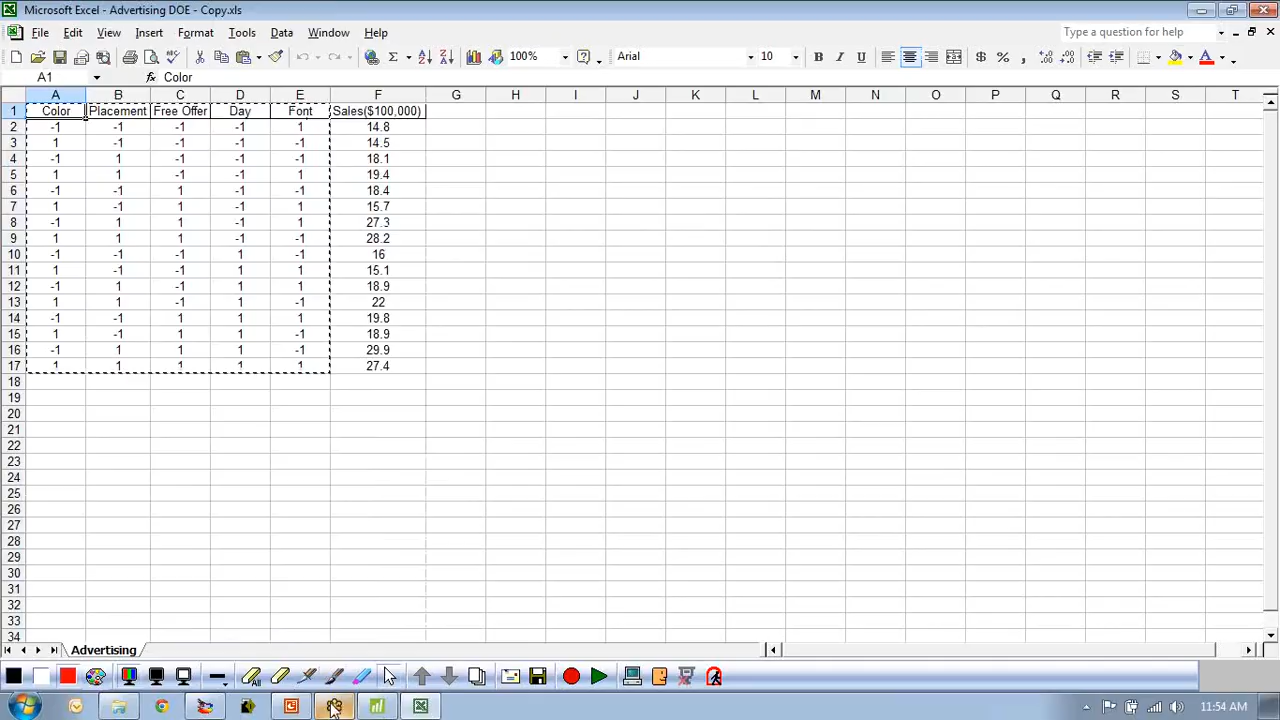 Microsoft Excel - Advertising DOE - Copy.xls
File Edit View Insert Format Tools Data Window Help
Type a question for help
100% Arial 10 B I U $ % ,
A1 fx Color
A B C D E F G H I J K L M N O P Q R S T
1 Color Placement Free Offer Day Font Sales($100,000)
2 -1 -1 -1 -1 1 14.8
3 1 -1 -1 -1 -1 14.5
4 -1 1 -1 -1 -1 18.1
5 1 1 -1 -1 1 19.4
6 -1 -1 1 -1 -1 18.4
7 1 -1 1 -1 1 15.7
8 -1 1 1 -1 1 27.3
9 1 1 1 -1 -1 28.2
10 -1 -1 -1 1 -1 16
11 1 -1 -1 1 1 15.1
12 -1 1 -1 1 1 18.9
13 1 1 -1 1 -1 22
14 -1 -1 1 1 1 19.8
15 1 -1 1 1 -1 18.9
16 -1 1 1 1 -1 29.9
17 1 1 1 1 1 27.4
18
19
20
21
22
23
24
25
26
27
28
29
30
31
32
33
34
Advertising
11:54 AM